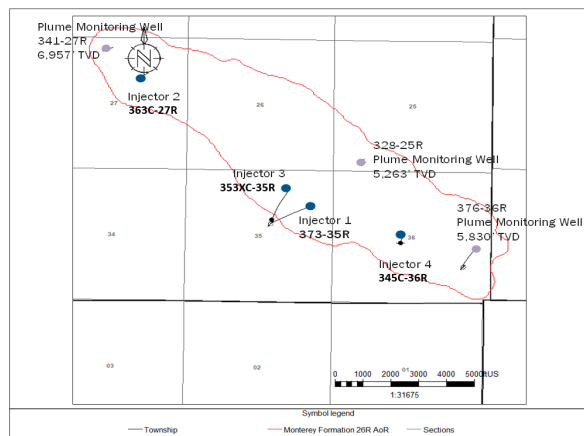 Plume Monitoring Well
341-27R
6,957' TVD
N
27
Injector 2
363C-27R
26
25
328-25R
Plume Monitoring Well
5,263' TVD
Injector 3
353XC-35R
376-36R
Plume Monitoring Well
5,830' TVD
Injector 1
373-35R
34
35
36
Injector 4
345C-36R
03
02
01
0 1000 2000 3000 4000 5000ftUS
1:31675
Symbol legend
Township Monterey Formation 26R AoR Sections